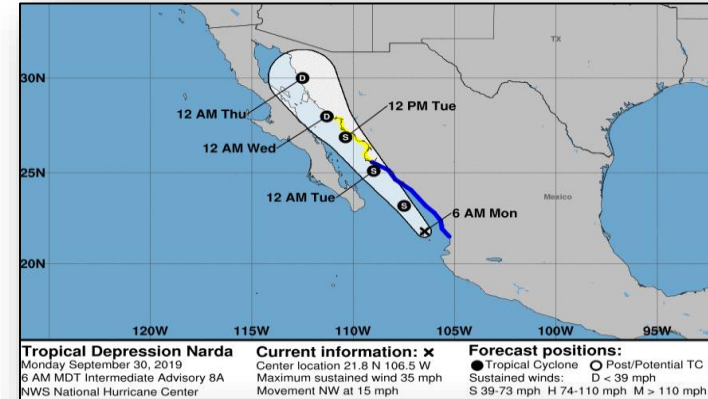 TX
30N
12 PM Tue
12 AM Thu
12 AM Wed
25N
12 AM Tue
Mexico
6 AM Mon
20N
120W 115W 110W 105W 100W 95W
D
D
S
S
S
Tropical Depression Narda
Monday September 30, 2019
6 AM MDT Intermediate Advisory 8A
NWS National Hurricane Center
Current information: ×
Center location 21.8 N 106.5 W
Maximum sustained wind 35 mph
Movement NW at 15 mph
Forecast positions:
● Tropical Cyclone ○ Post/Potential TC
Sustained winds: D < 39 mph
S 39-73 mph H 74-110 mph M > 110 mph